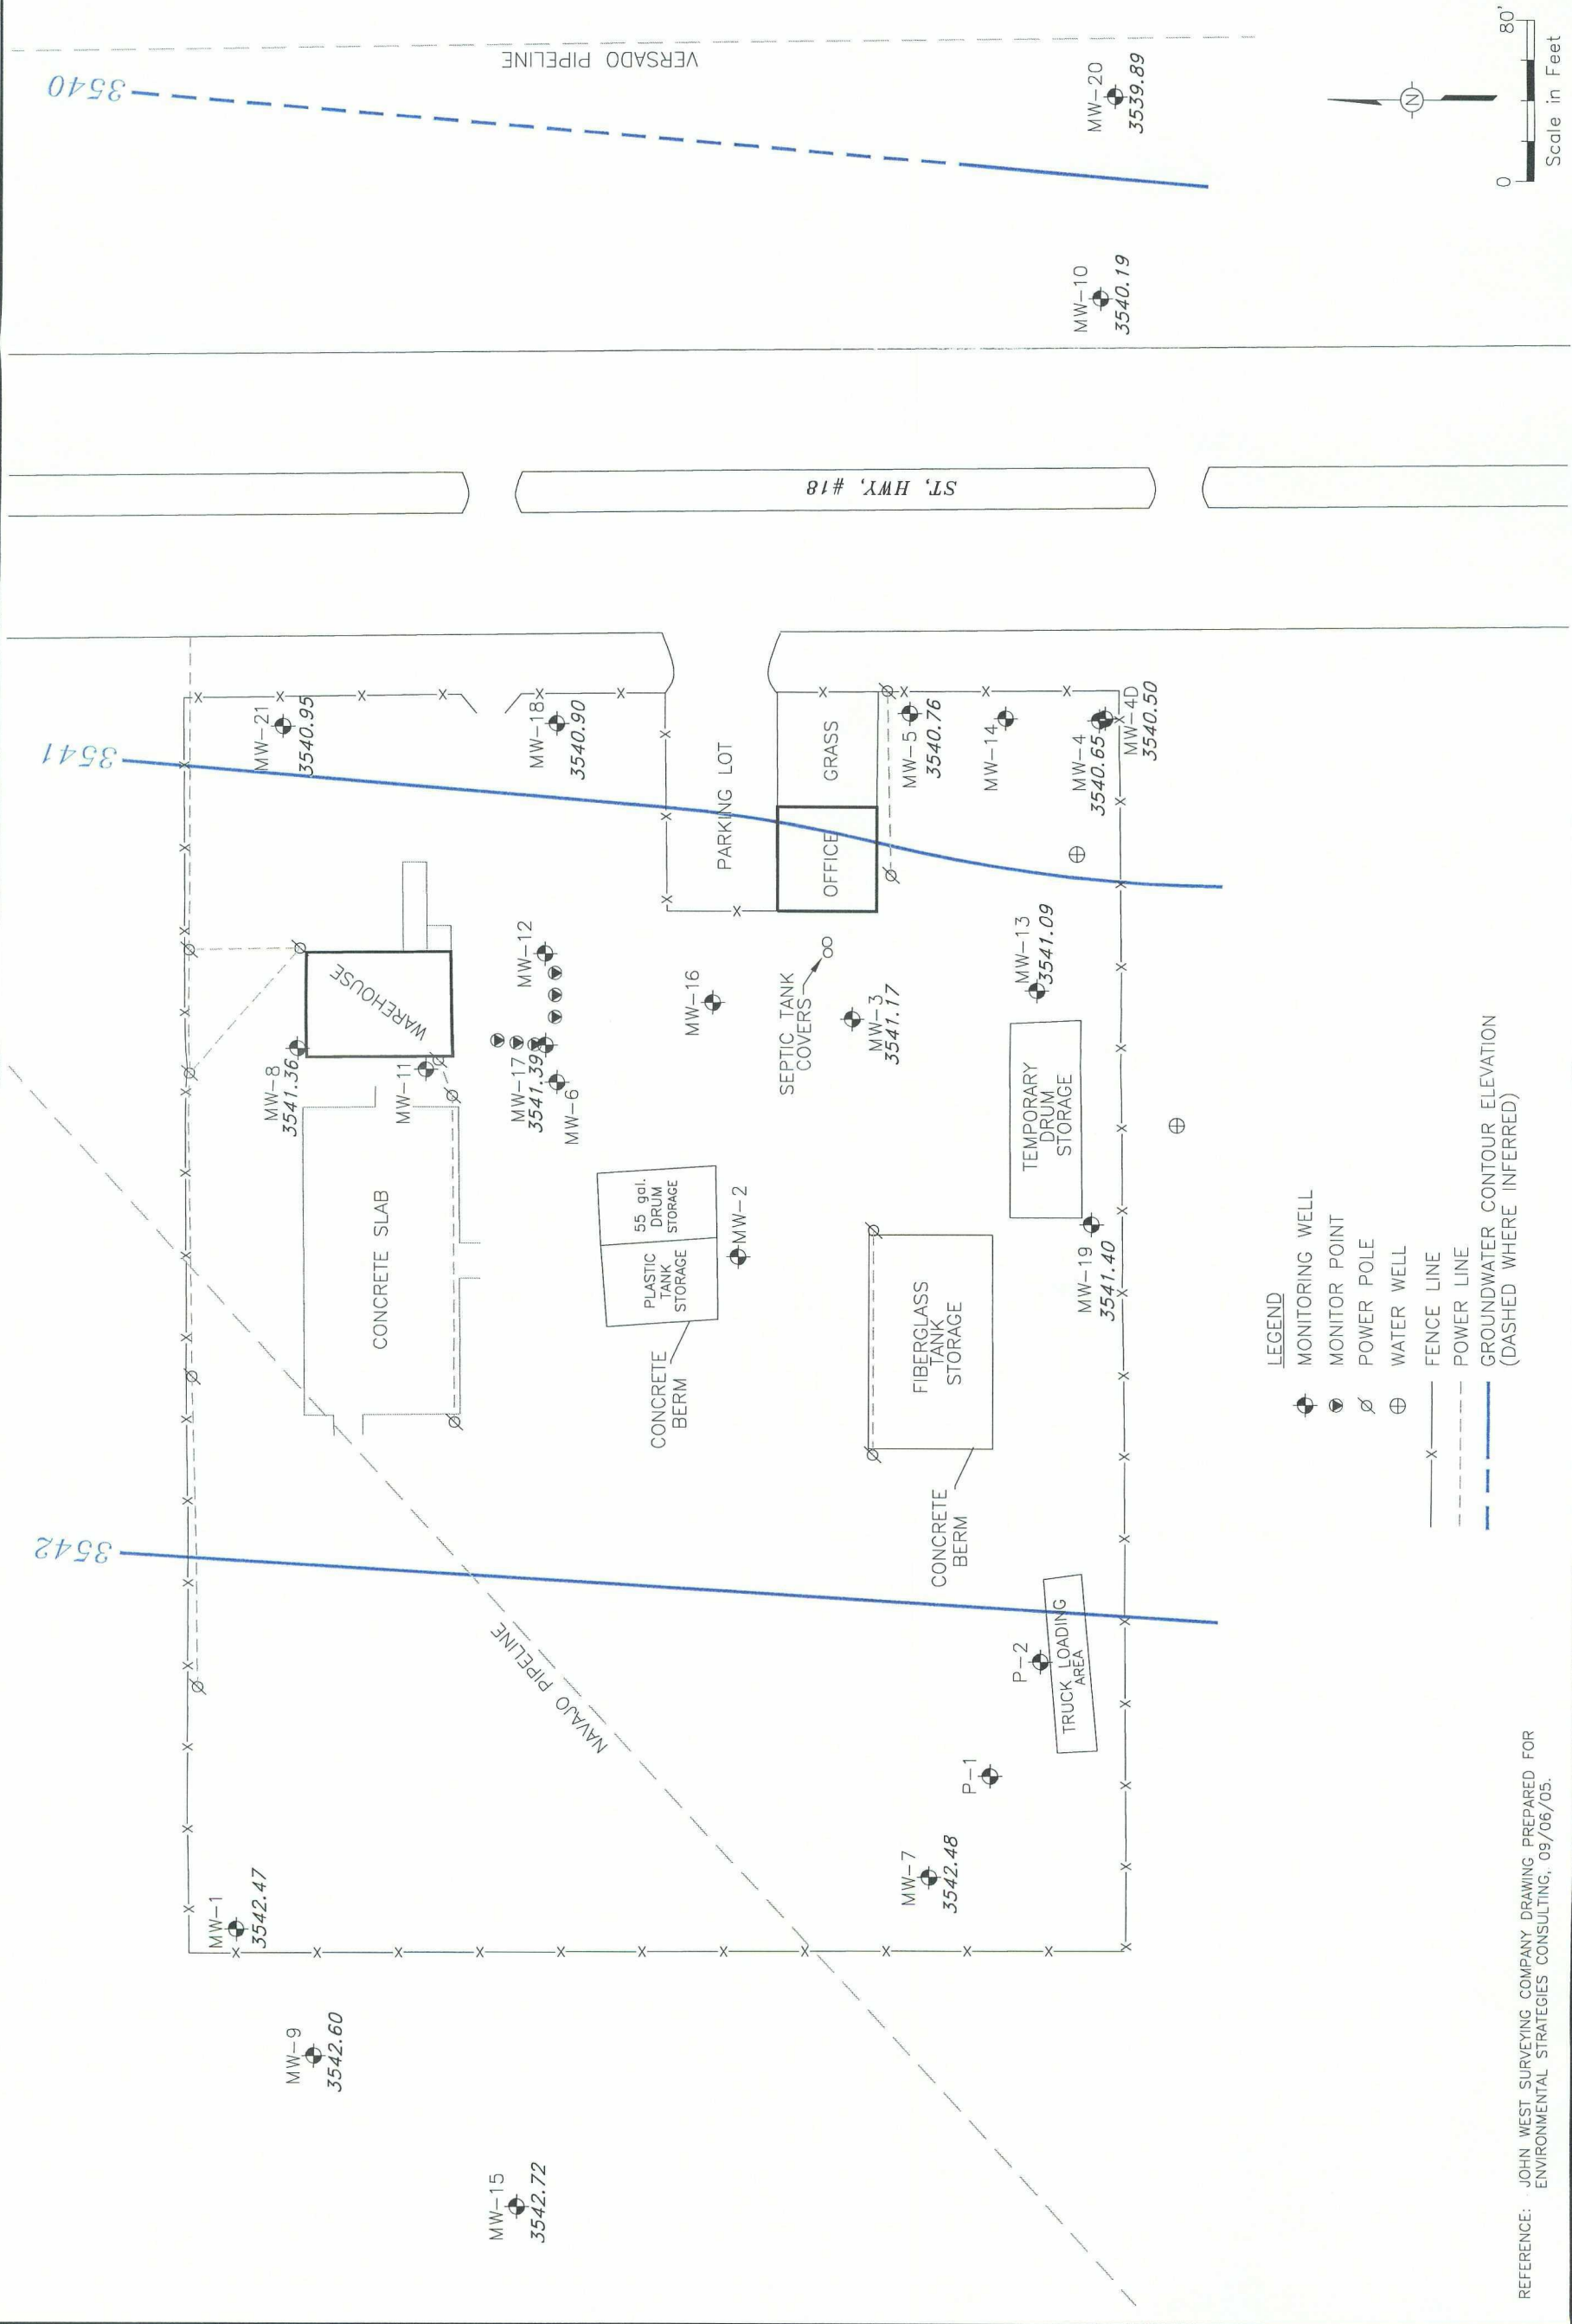 MW-15
3542.72
MW-9
3542.60
MW-1
3542.47
3542
3541
3540
NAVAJO PIPELINE
CONCRETE SLAB
WAREHOUSE
MW-8
3541.36
MW-11
MW-17
3541.39
MW-6
MW-12
MW-21
3540.95
MW-18
3540.90
PLASTIC
TANK
STORAGE
55 gal.
DRUM
STORAGE
CONCRETE
BERM
MW-2
MW-16
PARKING LOT
SEPTIC TANK
COVERS
OFFICE
GRASS
MW-3
3541.17
MW-5
3540.76
MW-14
MW-4
3540.65
MW-4D
3540.50
MW-13
3541.09
FIBERGLASS
TANK
STORAGE
CONCRETE
BERM
TEMPORARY
DRUM
STORAGE
MW-19
3541.40
MW-7
3542.48
P-1
P-2
TRUCK LOADING
AREA
ST, HWY, #18
VERSADO PIPELINE
MW-10
3540.19
MW-20
3539.89
LEGEND
MONITORING WELL
MONITOR POINT
POWER POLE
WATER WELL
FENCE LINE
POWER LINE
GROUNDWATER CONTOUR ELEVATION
(DASHED WHERE INFERRED)
N
0 80'
Scale in Feet
REFERENCE: JOHN WEST SURVEYING COMPANY DRAWING PREPARED FOR
ENVIRONMENTAL STRATEGIES CONSULTING, 09/06/05.